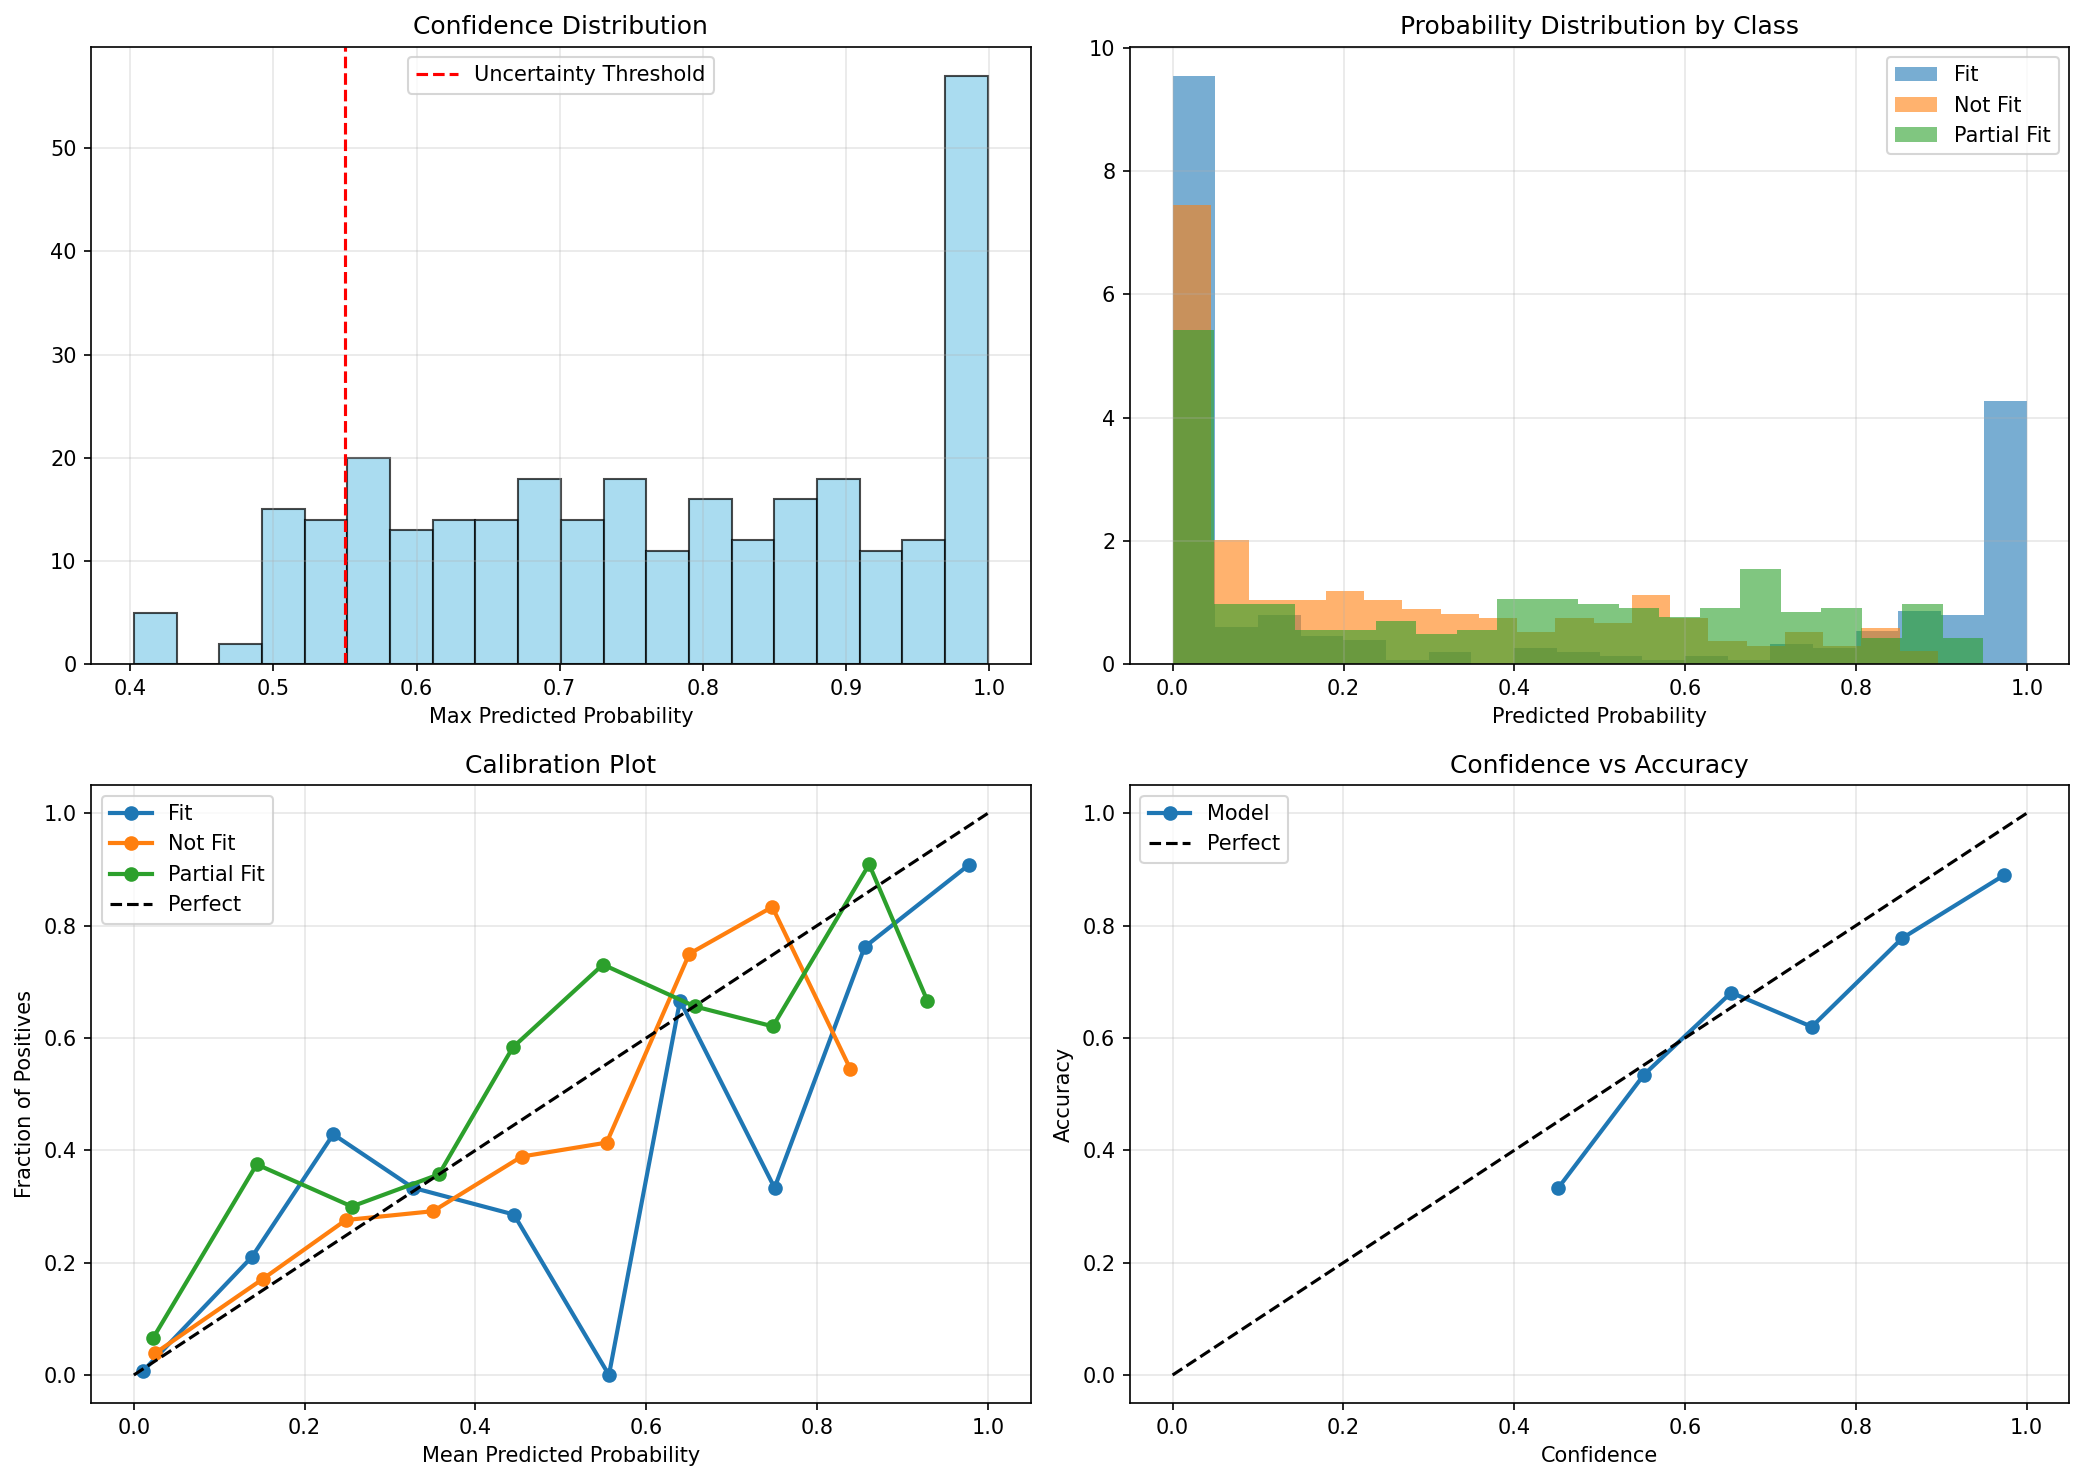 Confidence Distribution
Uncertainty Threshold
50
40
30
20
10
0
0.4 0.5 0.6 0.7 0.8 0.9 1.0
Max Predicted Probability
Probability Distribution by Class
Fit
Not Fit
Partial Fit
10
8
6
4
2
0
0.0 0.2 0.4 0.6 0.8 1.0
Predicted Probability
Calibration Plot
Fit
Not Fit
Partial Fit
Perfect
Fraction of Positives
1.0
0.8
0.6
0.4
0.2
0.0
0.0 0.2 0.4 0.6 0.8 1.0
Mean Predicted Probability
Confidence vs Accuracy
Model
Perfect
Accuracy
1.0
0.8
0.6
0.4
0.2
0.0
0.0 0.2 0.4 0.6 0.8 1.0
Confidence